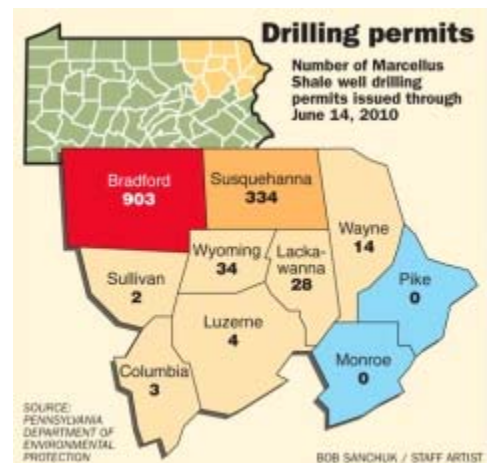 Drilling permits
Number of Marcellus
Shale well drilling
permits issued through
June 14, 2010
Bradford
903
Susquehanna
334
Wayne
14
Wyoming
34
Lacka-
wanna
28
Sullivan
2
Pike
0
Luzerne
4
Columbia
3
Monroe
0
SOURCE:
PENNSYLVANIA
DEPARTMENT OF
ENVIRONMENTAL
PROTECTION
BOB SANCHUK / STAFF ARTIST